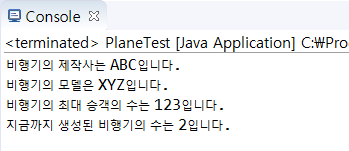 Console
<terminated> PlaneTest [Java Application] C:₩Pro
비행기의 제작사는 ABC입니다.
비행기의 모델은 XYZ입니다.
비행기의 최대 승객의 수는 123입니다.
지금까지 생성된 비행기의 수는 2입니다.